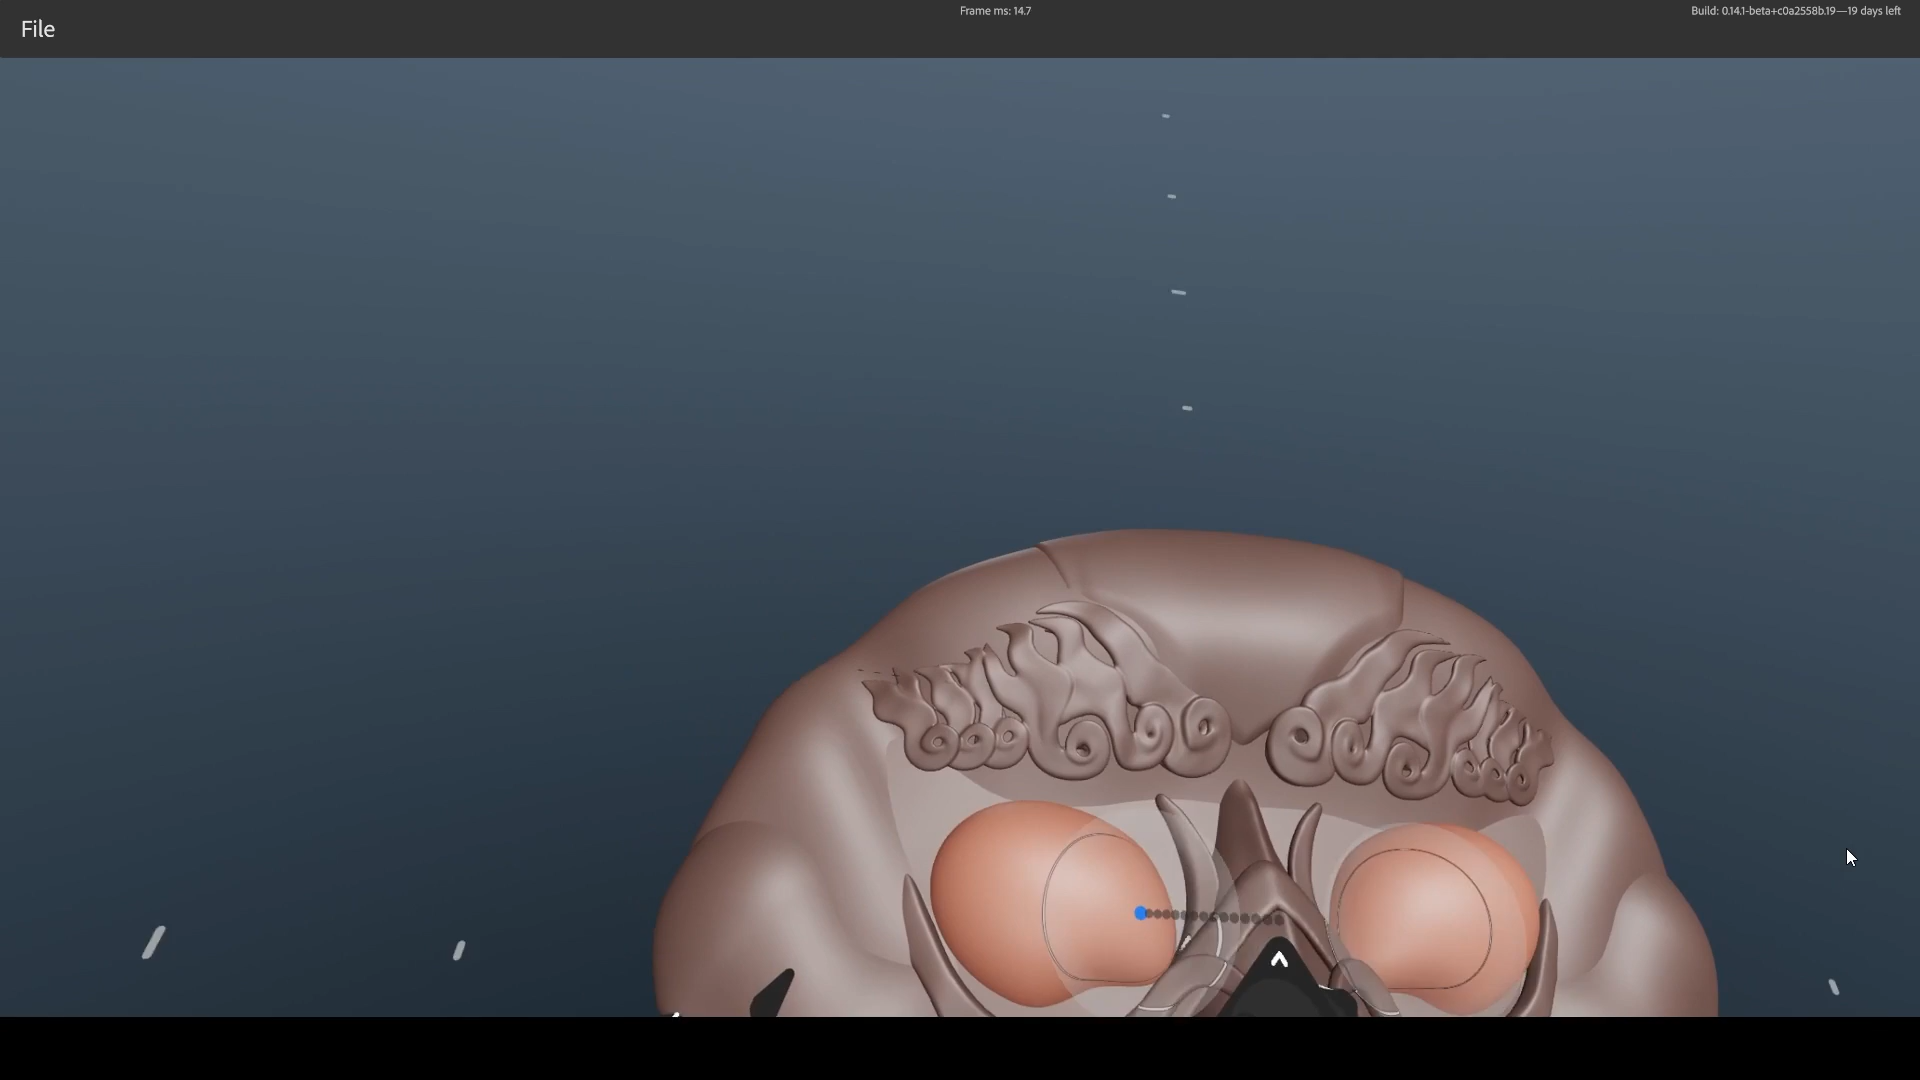 Frame ms: 14.7
Build: 0.14.1-beta+c0a2558b.19—19 days left
File